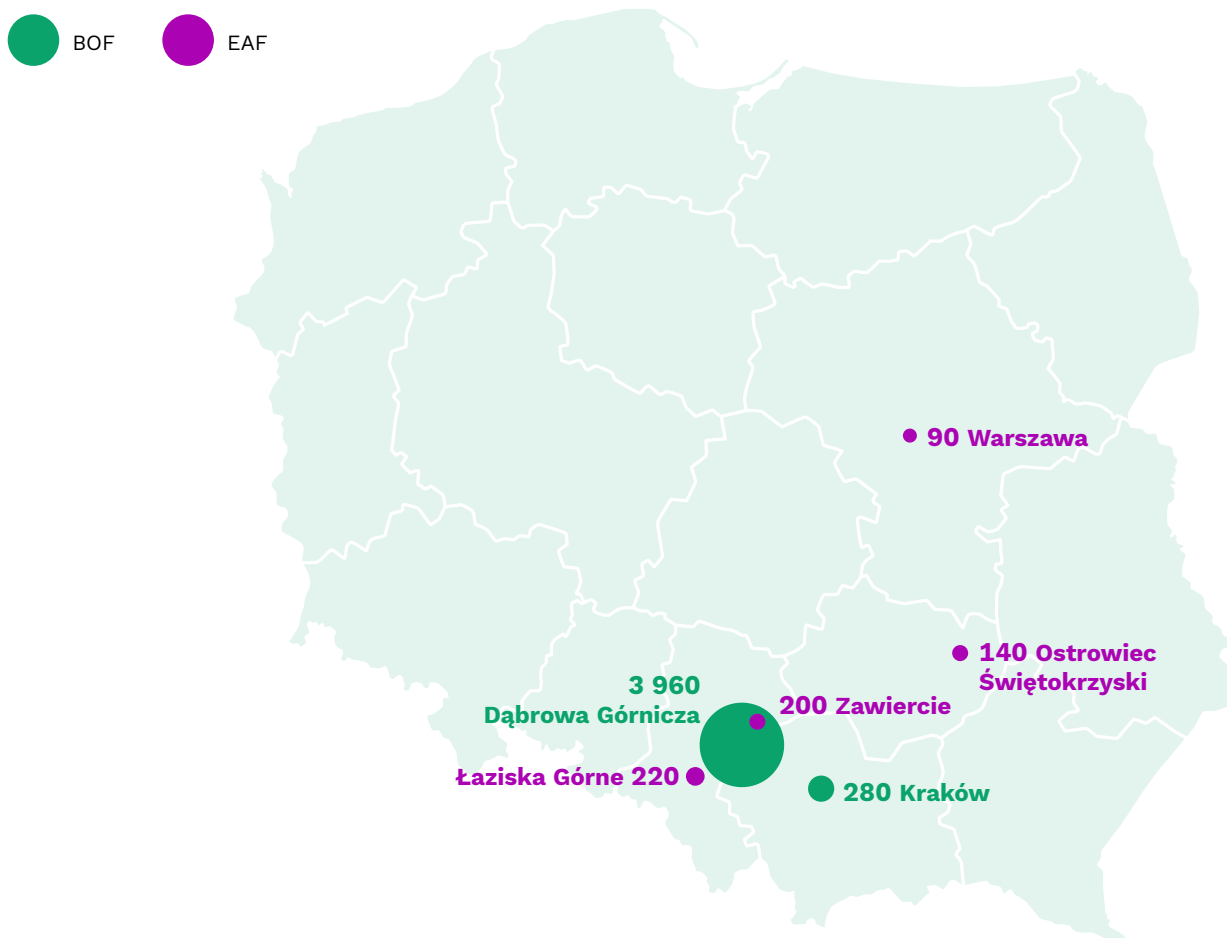 BOF
EAF
90 Warszawa
140 Ostrowiec
Świętokrzyski
3 960
Dąbrowa Górnicza
200 Zawiercie
Łaziska Górne 220
280 Kraków